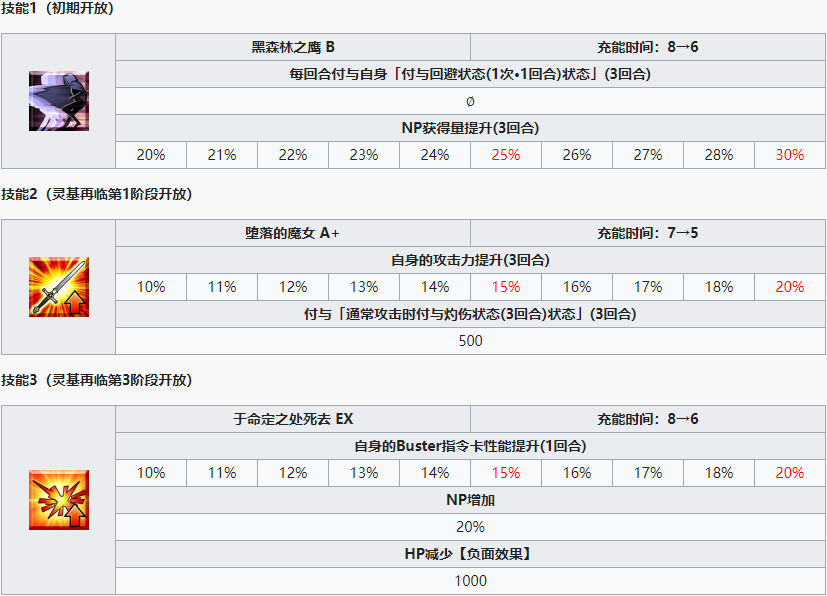 技能1（初期开放）
黑森林之鹰 B 充能时间：8→6
每回合付与自身「付与回避状态(1次·1回合)状态」(3回合)
Ø
NP获得量提升(3回合)
20% 21% 22% 23% 24% 25% 26% 27% 28% 30%
技能2（灵基再临第1阶段开放）
堕落的魔女 A+ 充能时间：7→5
自身的攻击力提升(3回合)
10% 11% 12% 13% 14% 15% 16% 17% 18% 20%
付与「通常攻击时付与灼伤状态(3回合)状态」(3回合)
500
技能3（灵基再临第3阶段开放）
于命定之处死去 EX 充能时间：8→6
自身的Buster指令卡性能提升(1回合)
10% 11% 12% 13% 14% 15% 16% 17% 18% 20%
NP增加
20%
HP减少【负面效果】
1000